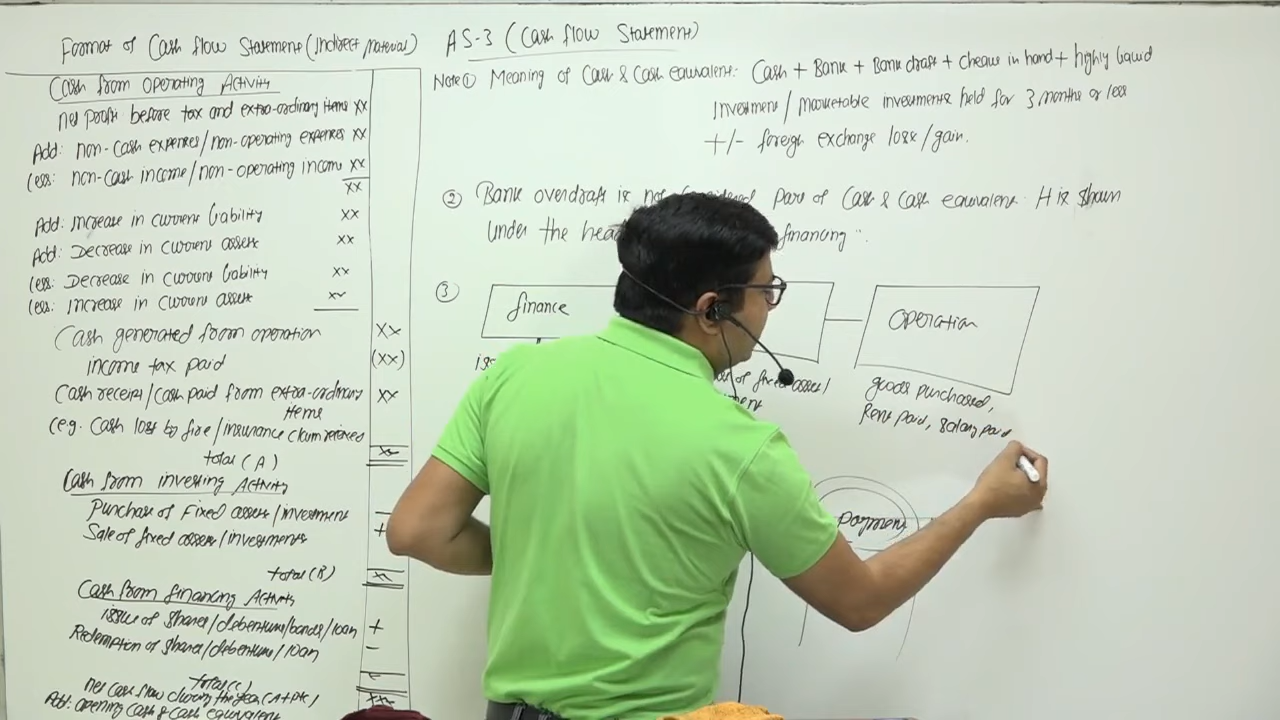 Format of Cash flow Statement (Indirect Material)
Cash from operating Activity
net profit before tax and extra-ordinary items xx
Add: non-cash expenses/non-operating expenses xx
less: non-cash income/non-operating income xx
xx
Add: Increase in current liability xx
Add: Decrease in current assets xx
less: Decrease in current liability xx
less: Increase in current assets xx
Cash generated from operation xx
income tax paid (xx)
Cash receipt/cash paid from extra-ordinary xx
items
(eg. Cash loss by fire/insurance claim received
total (A) xx
Cash from investing Activity
Purchase of Fixed assets/investment −
Sale of fixed assets/investments +
total (B) xx
Cash from financing Activity
issue of shares/debenture/bonds/loan +
Redemption of shares/debenture/loan −
total (C)
net cash flow during the year (A+B+C)
Add: opening cash & cash equivalent
AS-3 (Cash flow Statement)
Note ① Meaning of Cash & Cash equivalent: Cash + Bank + Bank draft + cheque in hand + highly liquid
Investment/marketable investments held for 3 months or less
+/- foreign exchange loss/gain.
② Bank overdraft is not considered part of Cash & Cash equivalent. It is shown
under the head financing".
③ finance
operation
of fixed assets/
goods purchased,
Rent paid, salary paid
payment